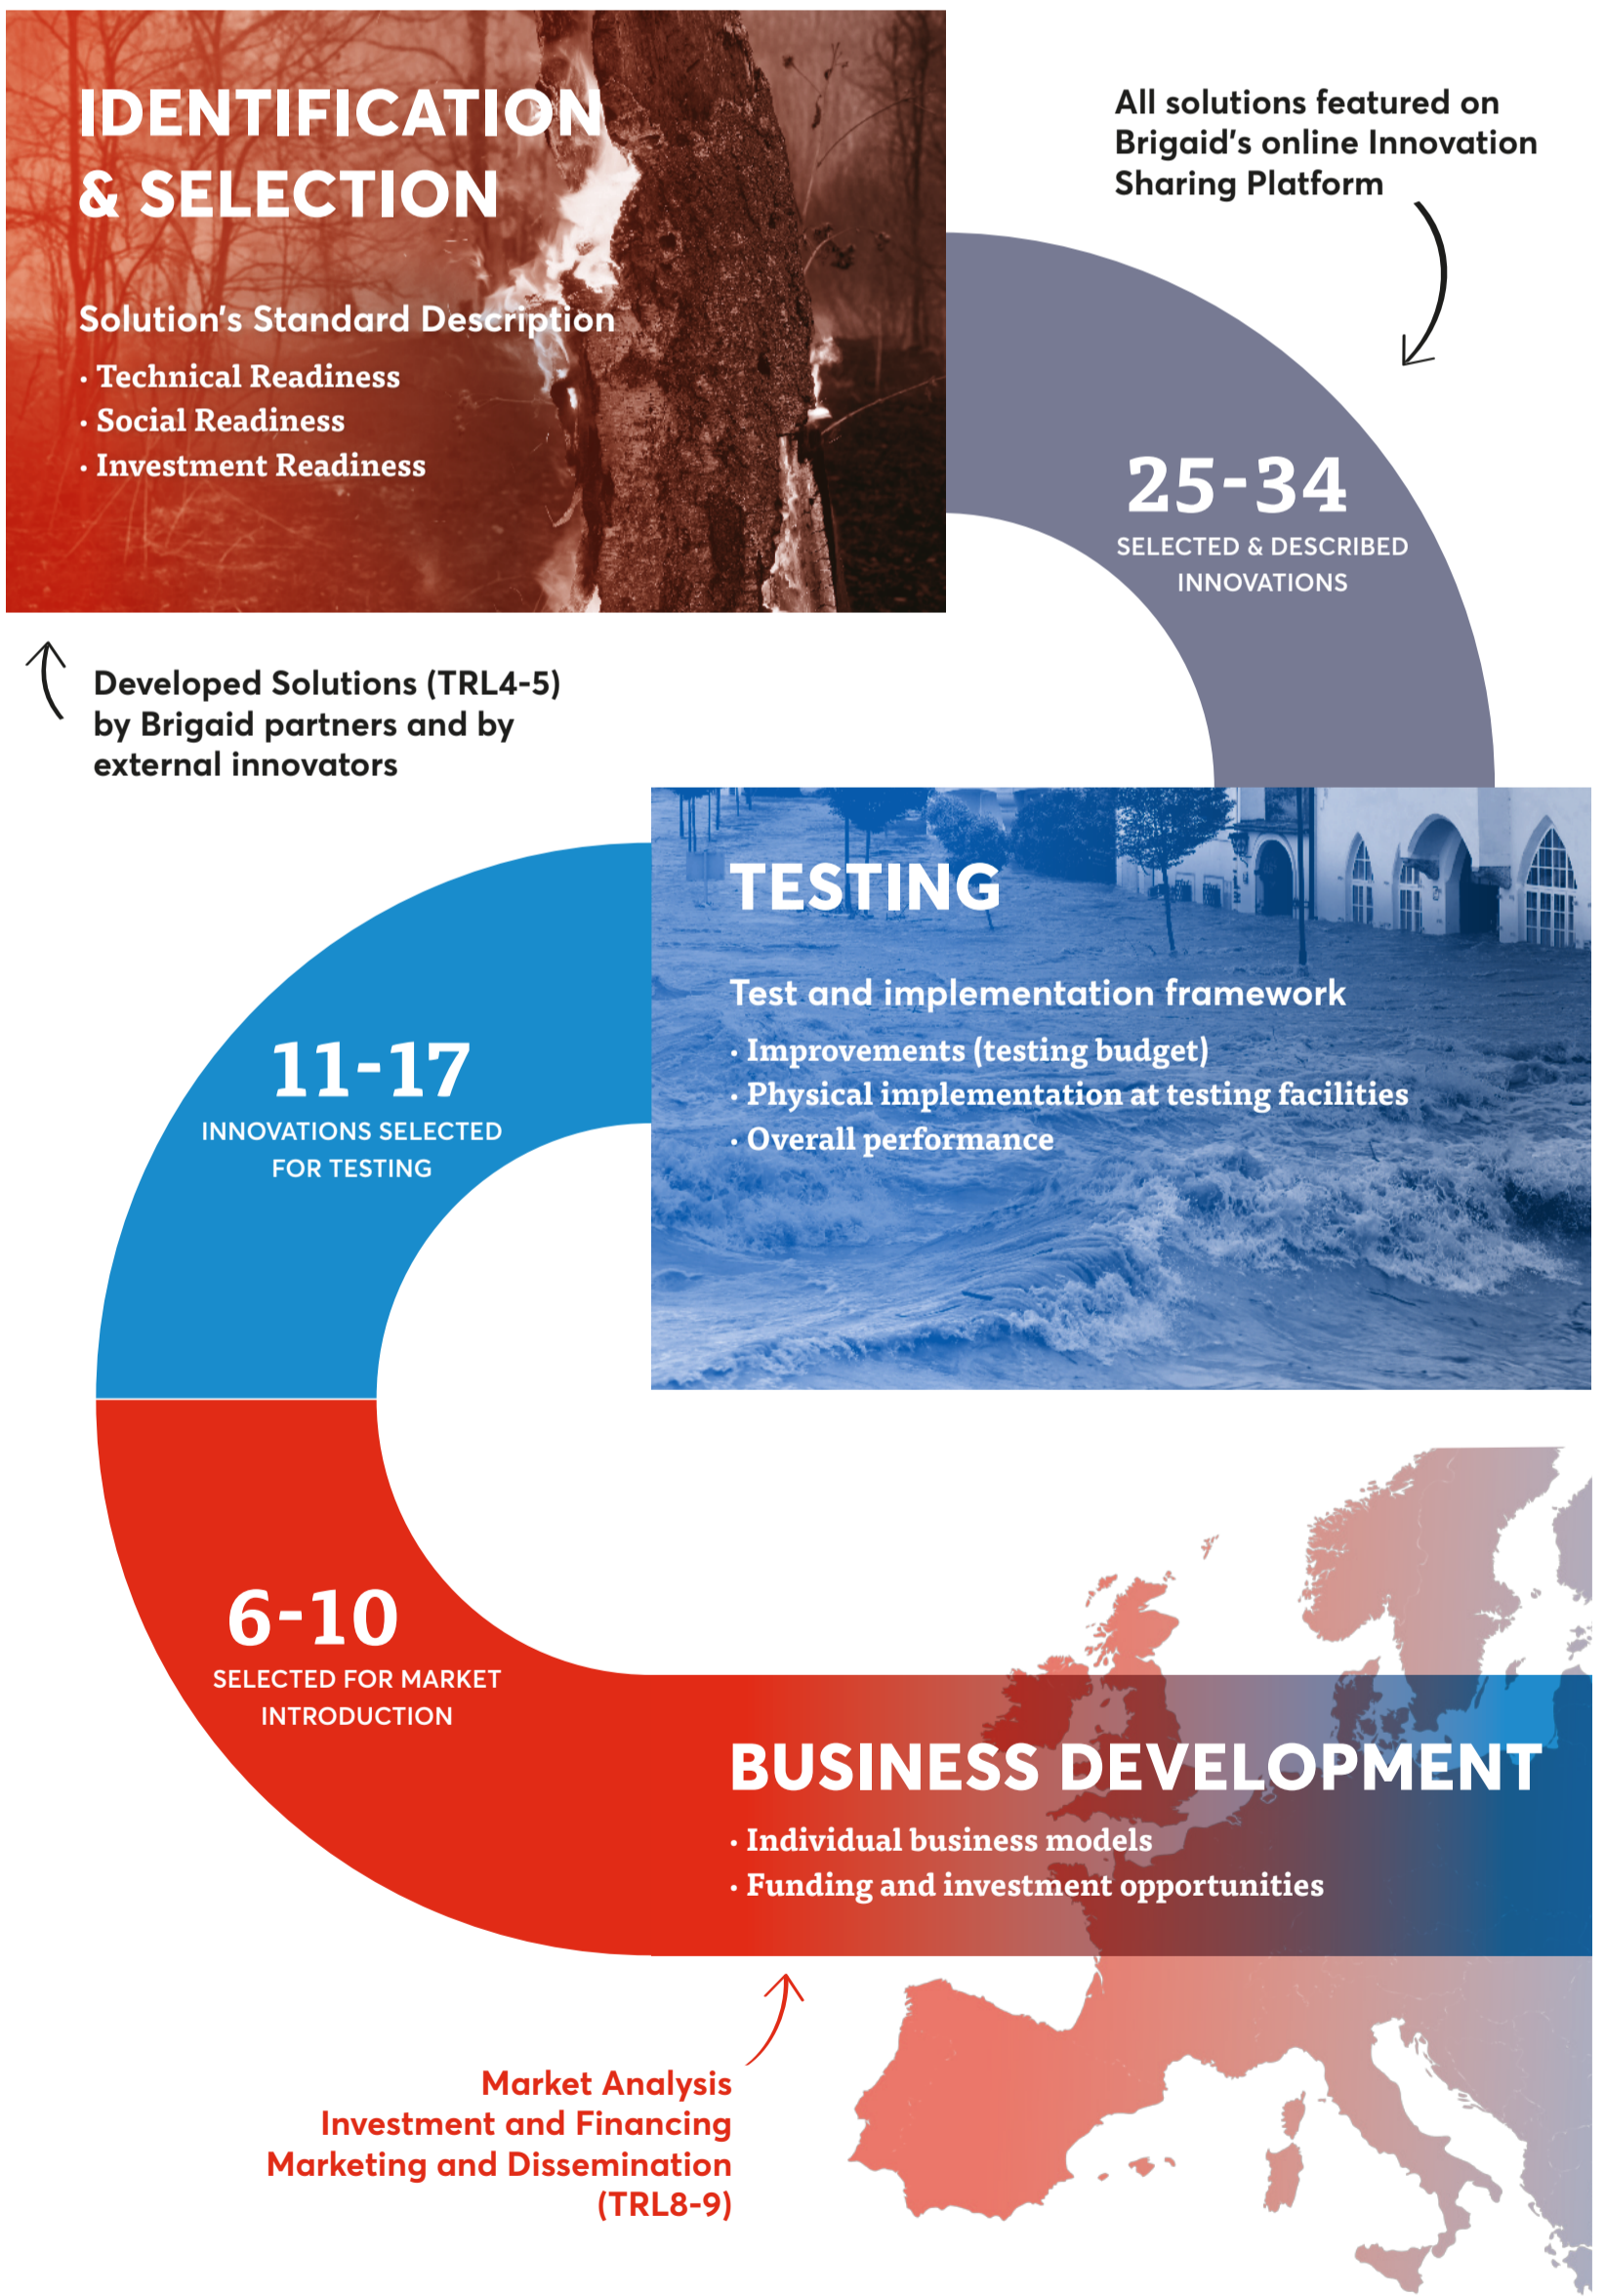 IDENTIFICATION
& SELECTION
Solution's Standard Description
· Technical Readiness
· Social Readiness
· Investment Readiness
All solutions featured on
Brigaid's online Innovation
Sharing Platform
25-34
SELECTED & DESCRIBED
INNOVATIONS
Developed Solutions (TRL4-5)
by Brigaid partners and by
external innovators
TESTING
Test and implementation framework
· Improvements (testing budget)
· Physical implementation at testing facilities
· Overall performance
11-17
INNOVATIONS SELECTED
FOR TESTING
6-10
SELECTED FOR MARKET
INTRODUCTION
BUSINESS DEVELOPMENT
· Individual business models
· Funding and investment opportunities
Market Analysis
Investment and Financing
Marketing and Dissemination
(TRL8-9)